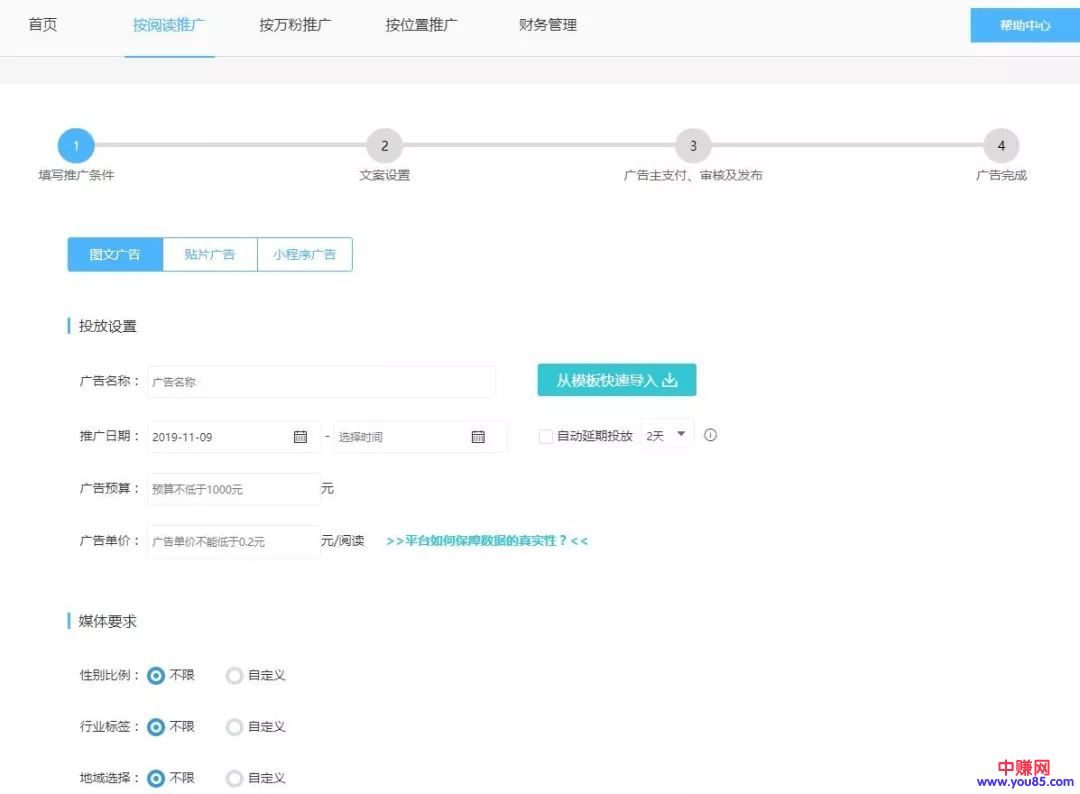 首页 按阅读推广 按万粉推广 按位置推广 财务管理 帮助中心
1 2 3 4
填写推广条件 文案设置 广告主支付、审核及发布 广告完成
图文广告 贴片广告 小程序广告
投放设置
广告名称： 广告名称 从模板快速导入
推广日期： 2019-11-09 - 选择时间 自动延期投放 2天
广告预算： 预算不低于1000元 元
广告单价： 广告单价不能低于0.2元 元/阅读 >>平台如何保障数据的真实性？<<
媒体要求
性别比例： 不限 自定义
行业标签： 不限 自定义
地域选择： 不限 自定义
中赚网
www.you85.com